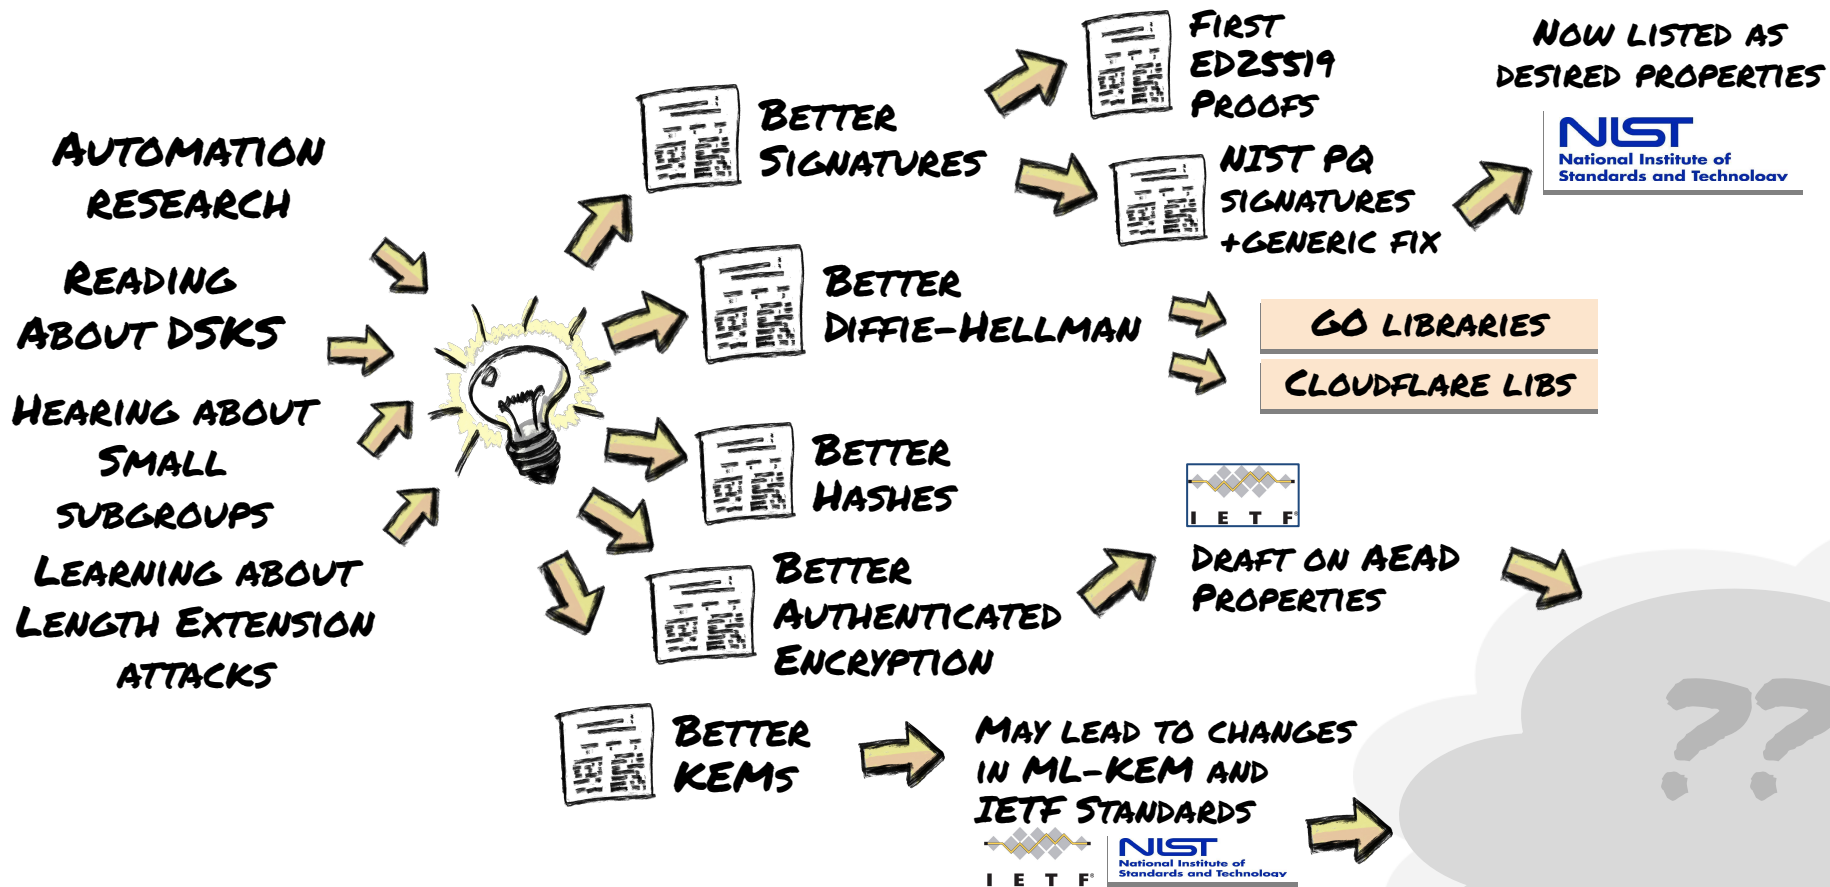 Automation
research
Reading
About DSKS
Hearing about
Small
subgroups
Learning about
Length Extension
attacks
Better
Signatures
First
ED25519
Proofs
NIST PQ
signatures
+generic fix
Now listed as
desired properties
NIST
National Institute of
Standards and Technology
Better
Diffie-Hellman
GO libraries
Cloudflare libs
Better
Hashes
Better
Authenticated
Encryption
IETF®
Draft on AEAD
Properties
Better
KEMs
May lead to changes
in ML-KEM and
IETF Standards
IETF®
NIST
National Institute of
Standards and Technology
??